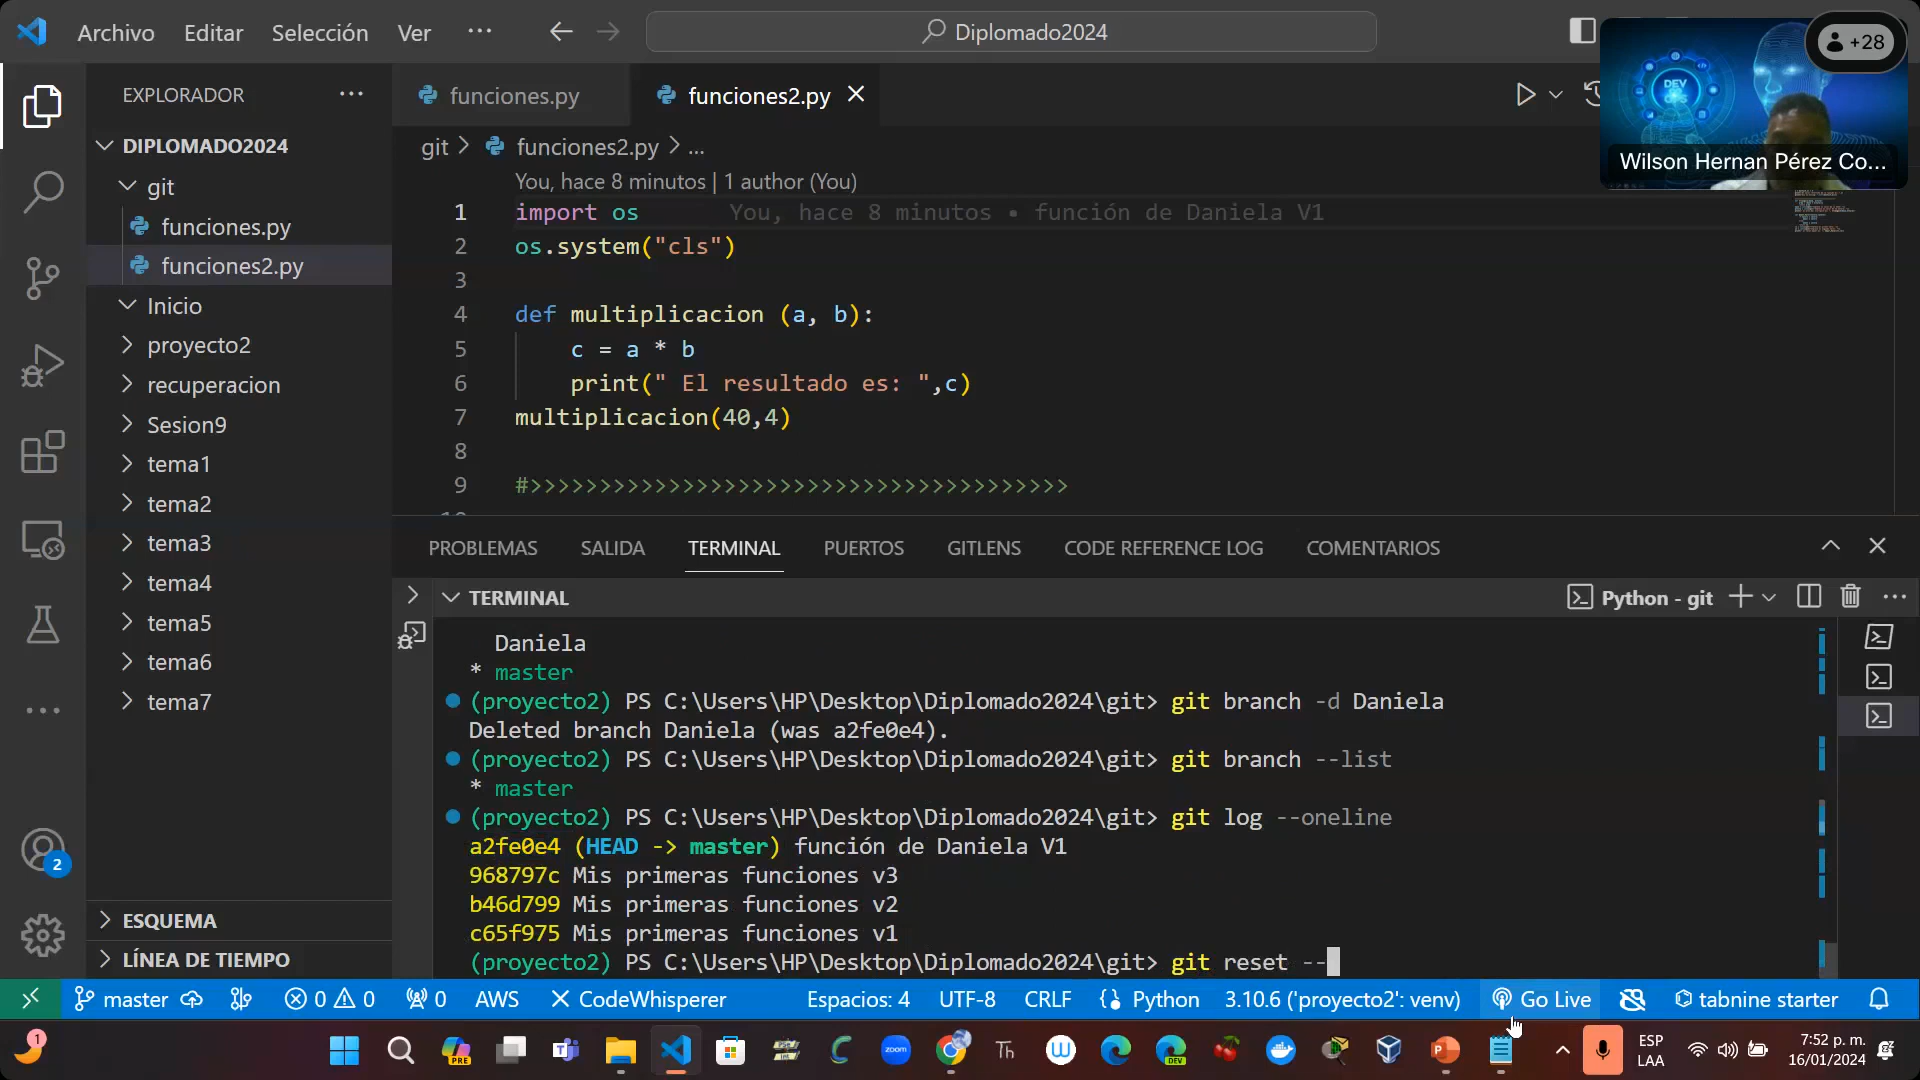 Archivo Editar Selección Ver ··· Diplomado2024
+28
DEV OPS
Wilson Hernan Pérez Co...
EXPLORADOR
DIPLOMADO2024
git
funciones.py
funciones2.py
Inicio
proyecto2
recuperacion
Sesion9
tema1
tema2
tema3
tema4
tema5
tema6
tema7
ESQUEMA
LÍNEA DE TIEMPO
2
funciones.py funciones2.py
git > funciones2.py > ...
You, hace 8 minutos | 1 author (You)
1 import os You, hace 8 minutos • función de Daniela V1
2 os.system("cls")
3
4 def multiplicacion (a, b):
5 c = a * b
6 print(" El resultado es: ",c)
7 multiplicacion(40,4)
8
9 #>>>>>>>>>>>>>>>>>>>>>>>>>>>>>>>>>>>>>>>
10
PROBLEMAS SALIDA TERMINAL PUERTOS GITLENS CODE REFERENCE LOG COMENTARIOS
TERMINAL
Python - git
Daniela
* master
(proyecto2) PS C:\Users\HP\Desktop\Diplomado2024\git> git branch -d Daniela
Deleted branch Daniela (was a2fe0e4).
(proyecto2) PS C:\Users\HP\Desktop\Diplomado2024\git> git branch --list
* master
(proyecto2) PS C:\Users\HP\Desktop\Diplomado2024\git> git log --oneline
a2fe0e4 (HEAD -> master) función de Daniela V1
968797c Mis primeras funciones v3
b46d799 Mis primeras funciones v2
c65f975 Mis primeras funciones v1
(proyecto2) PS C:\Users\HP\Desktop\Diplomado2024\git> git reset --
master 0 0 0 AWS CodeWhisperer Espacios: 4 UTF-8 CRLF Python 3.10.6 ('proyecto2': venv) Go Live tabnine starter
1
PRE
zoom
Th
DEV
ESP
LAA
7:52 p. m.
16/01/2024